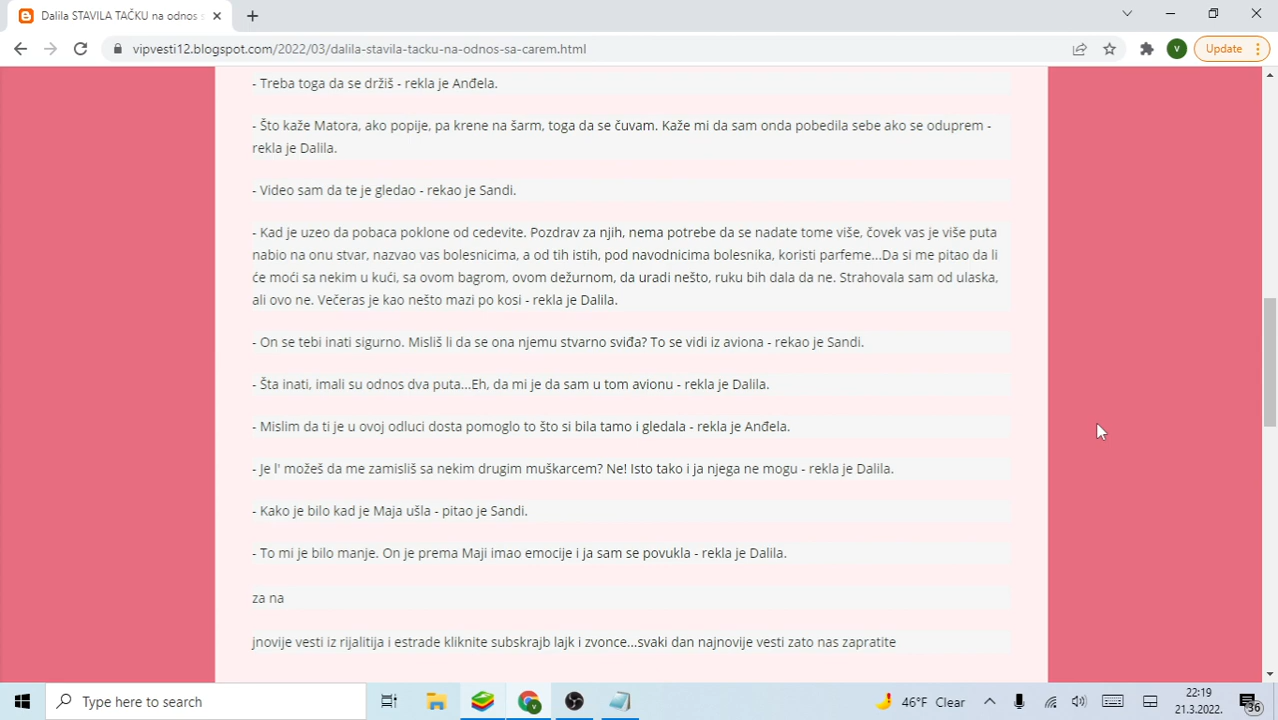 Dalila STAVILA TAČKU na odnos s
vipvesti12.blogspot.com/2022/03/dalila-stavila-tacku-na-odnos-sa-carem.html
V
Update
- Treba toga da se držiš - rekla je Anđela.
- Što kaže Matora, ako popije, pa krene na šarm, toga da se čuvam. Kaže mi da sam onda pobedila sebe ako se oduprem -
rekla je Dalila.
- Video sam da te je gledao - rekao je Sandi.
- Kad je uzeo da pobaca poklone od cedevite. Pozdrav za njih, nema potrebe da se nadate tome više, čovek vas je više puta
nabio na onu stvar, nazvao vas bolesnicima, a od tih istih, pod navodnicima bolesnika, koristi parfeme...Da si me pitao da li
će moći sa nekim u kući, sa ovom bagrom, ovom dežurnom, da uradi nešto, ruku bih dala da ne. Strahovala sam od ulaska,
ali ovo ne. Večeras je kao nešto mazi po kosi - rekla je Dalila.
- On se tebi inati sigurno. Misliš li da se ona njemu stvarno sviđa? To se vidi iz aviona - rekao je Sandi.
- Šta inati, imali su odnos dva puta...Eh, da mi je da sam u tom avionu - rekla je Dalila.
- Mislim da ti je u ovoj odluci dosta pomoglo to što si bila tamo i gledala - rekla je Anđela.
- Je l' možeš da me zamisliš sa nekim drugim muškarcem? Ne! Isto tako i ja njega ne mogu - rekla je Dalila.
- Kako je bilo kad je Maja ušla - pitao je Sandi.
- To mi je bilo manje. On je prema Maji imao emocije i ja sam se povukla - rekla je Dalila.
za na
jnovije vesti iz rijalitija i estrade kliknite subskrajb lajk i zvonce...svaki dan najnovije vesti zato nas zapratite
Type here to search
V
46°F Clear
22:19
21.3.2022.
36